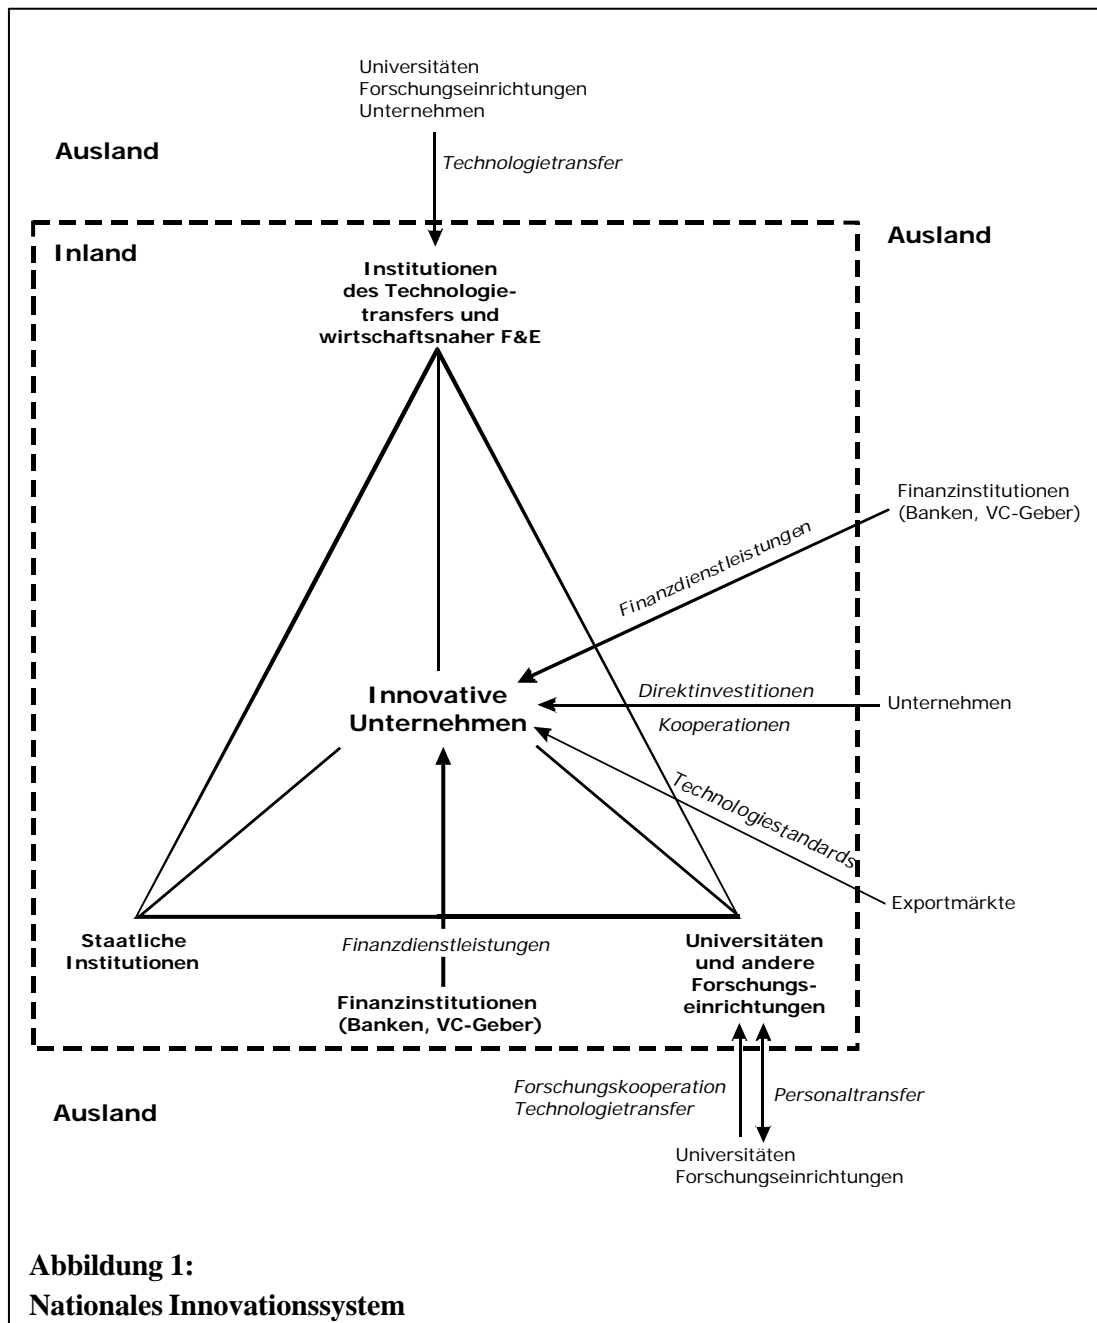 Universitäten
Forschungseinrichtungen
Unternehmen
Ausland
Technologietransfer
Inland
Ausland
Institutionen
des Technologie-
transfers und
wirtschaftsnaher F&E
Finanzinstitutionen
(Banken, VC-Geber)
Finanzdienstleistungen
Innovative
Unternehmen
Direktinvestitionen
Kooperationen
Unternehmen
Technologiestandards
Exportmärkte
Staatliche
Institutionen
Finanzdienstleistungen
Finanzinstitutionen
(Banken, VC-Geber)
Universitäten
und andere
Forschungs-
einrichtungen
Ausland
Forschungskooperation
Technologietransfer
Personaltransfer
Universitäten
Forschungseinrichtungen
Abbildung 1:
Nationales Innovationssystem